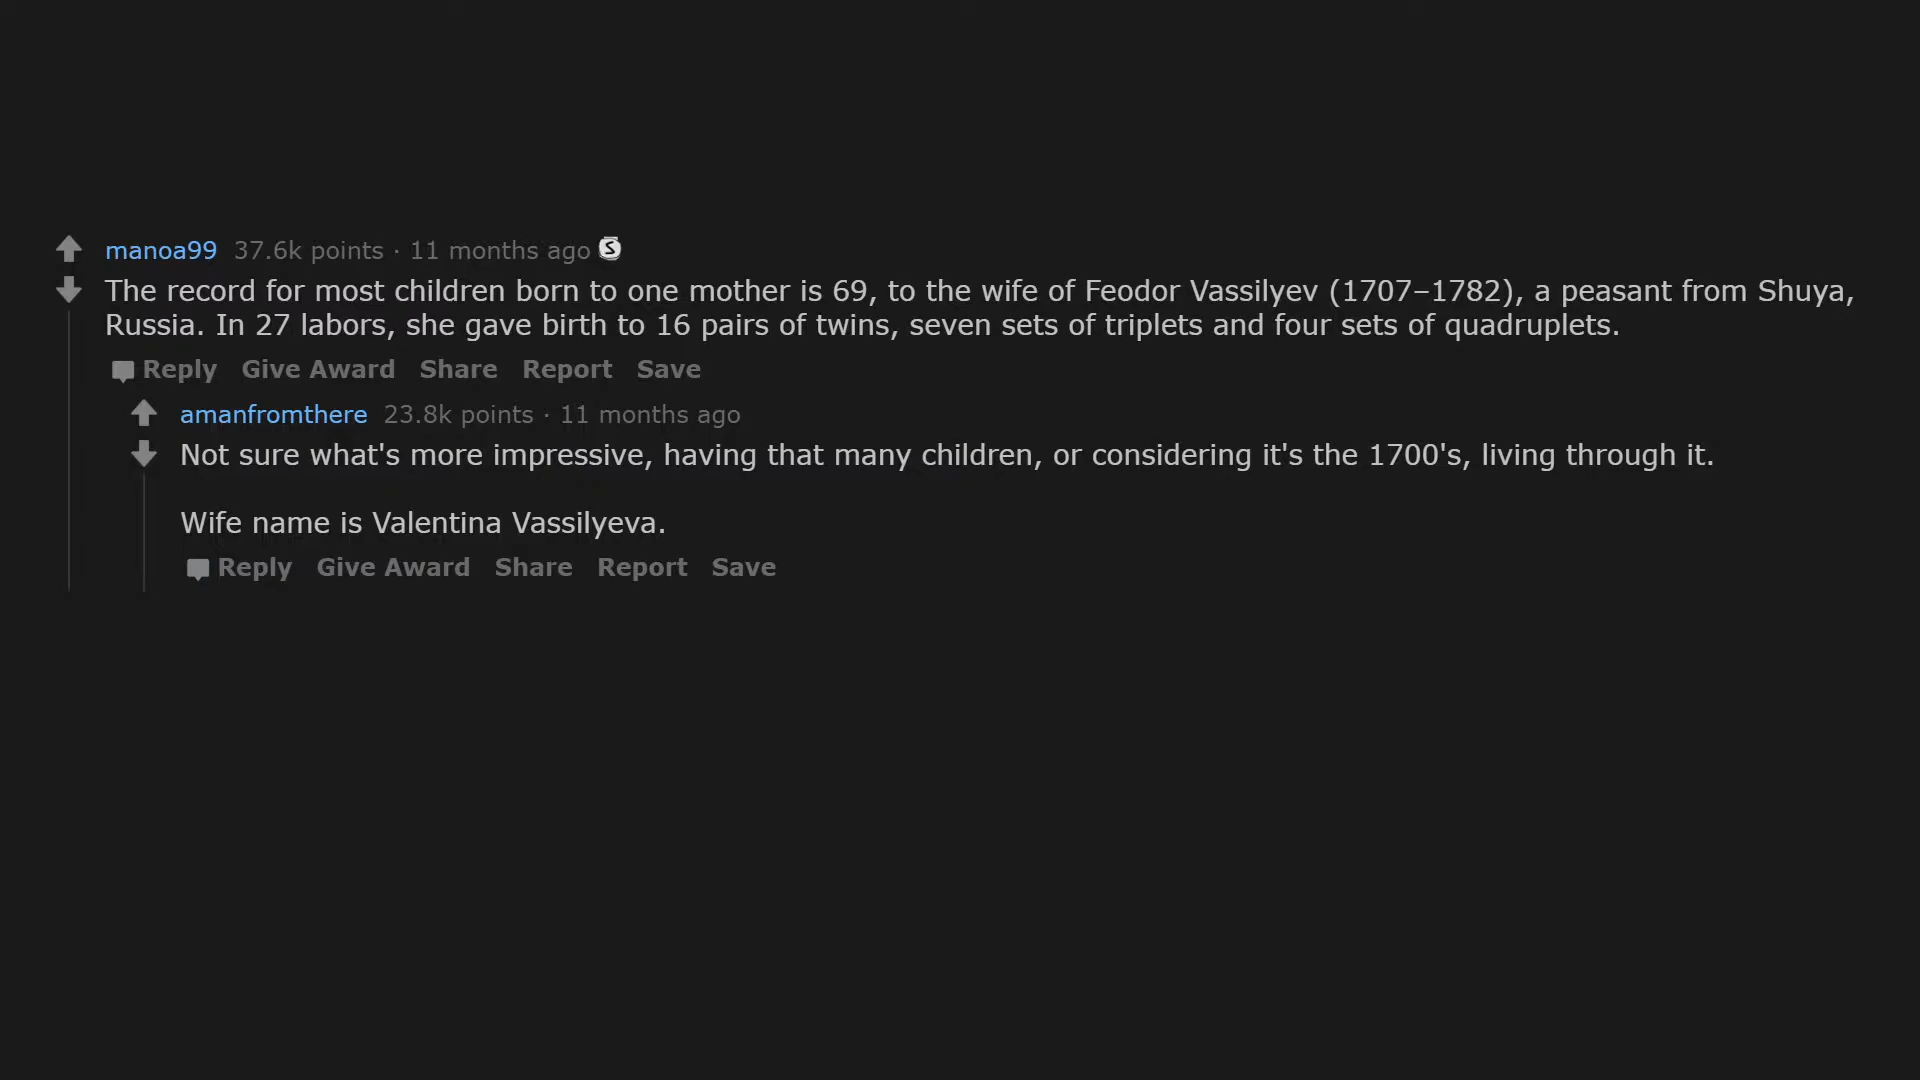 manoa99 37.6k points · 11 months ago S
The record for most children born to one mother is 69, to the wife of Feodor Vassilyev (1707–1782), a peasant from Shuya,
Russia. In 27 labors, she gave birth to 16 pairs of twins, seven sets of triplets and four sets of quadruplets.
Reply Give Award Share Report Save
amanfromthere 23.8k points · 11 months ago
Not sure what's more impressive, having that many children, or considering it's the 1700's, living through it.
Wife name is Valentina Vassilyeva.
Reply Give Award Share Report Save